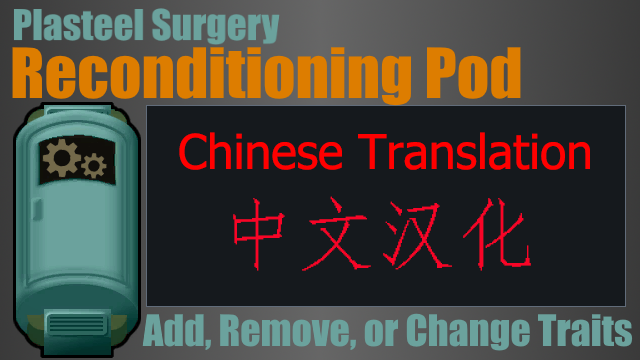 Plasteel Surgery
Reconditioning Pod
Chinese Translation
中文汉化
Add, Remove, or Change Traits